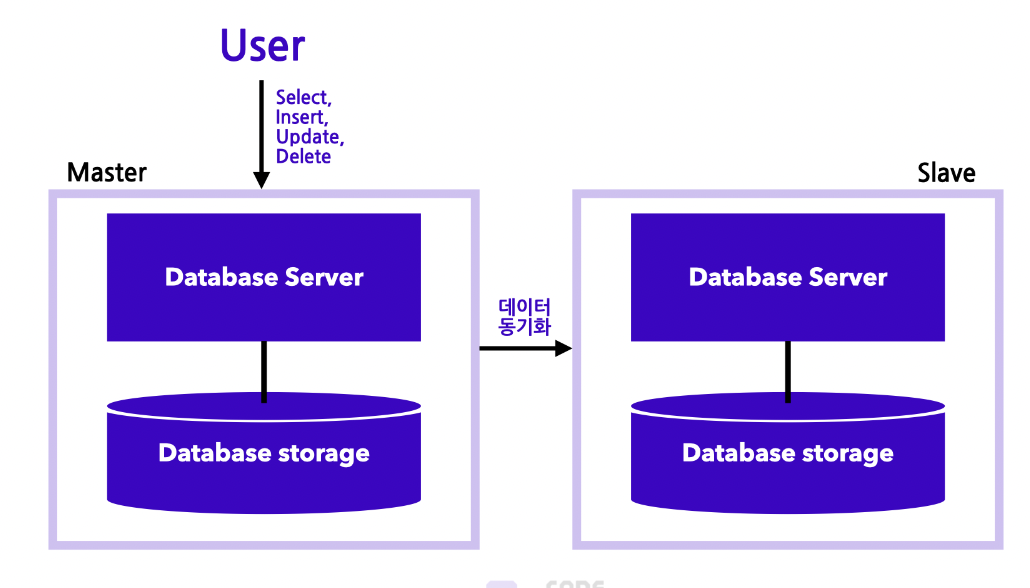 User
Select,
Insert,
Update,
Delete
Master
Slave
Database Server
Database Server
데이터
동기화
Database storage
Database storage